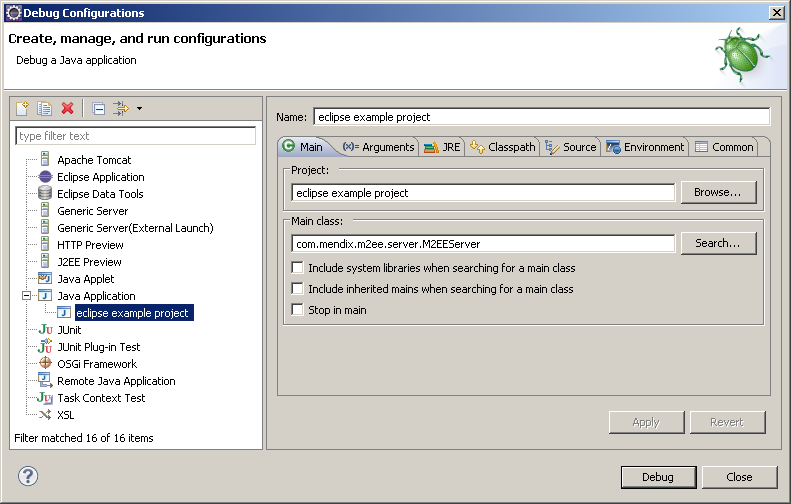 Debug Configurations
Create, manage, and run configurations
Debug a Java application
type filter text
Apache Tomcat
Eclipse Application
Eclipse Data Tools
Generic Server
Generic Server(External Launch)
HTTP Preview
J2EE Preview
Java Applet
Java Application
eclipse example project
JUnit
JUnit Plug-in Test
OSGi Framework
Remote Java Application
Task Context Test
XSL
Filter matched 16 of 16 items
Name: eclipse example project
Main (x)= Arguments JRE Classpath Source Environment Common
Project:
eclipse example project Browse...
Main class:
com.mendix.m2ee.server.M2EEServer Search...
Include system libraries when searching for a main class
Include inherited mains when searching for a main class
Stop in main
Apply Revert
? Debug Close